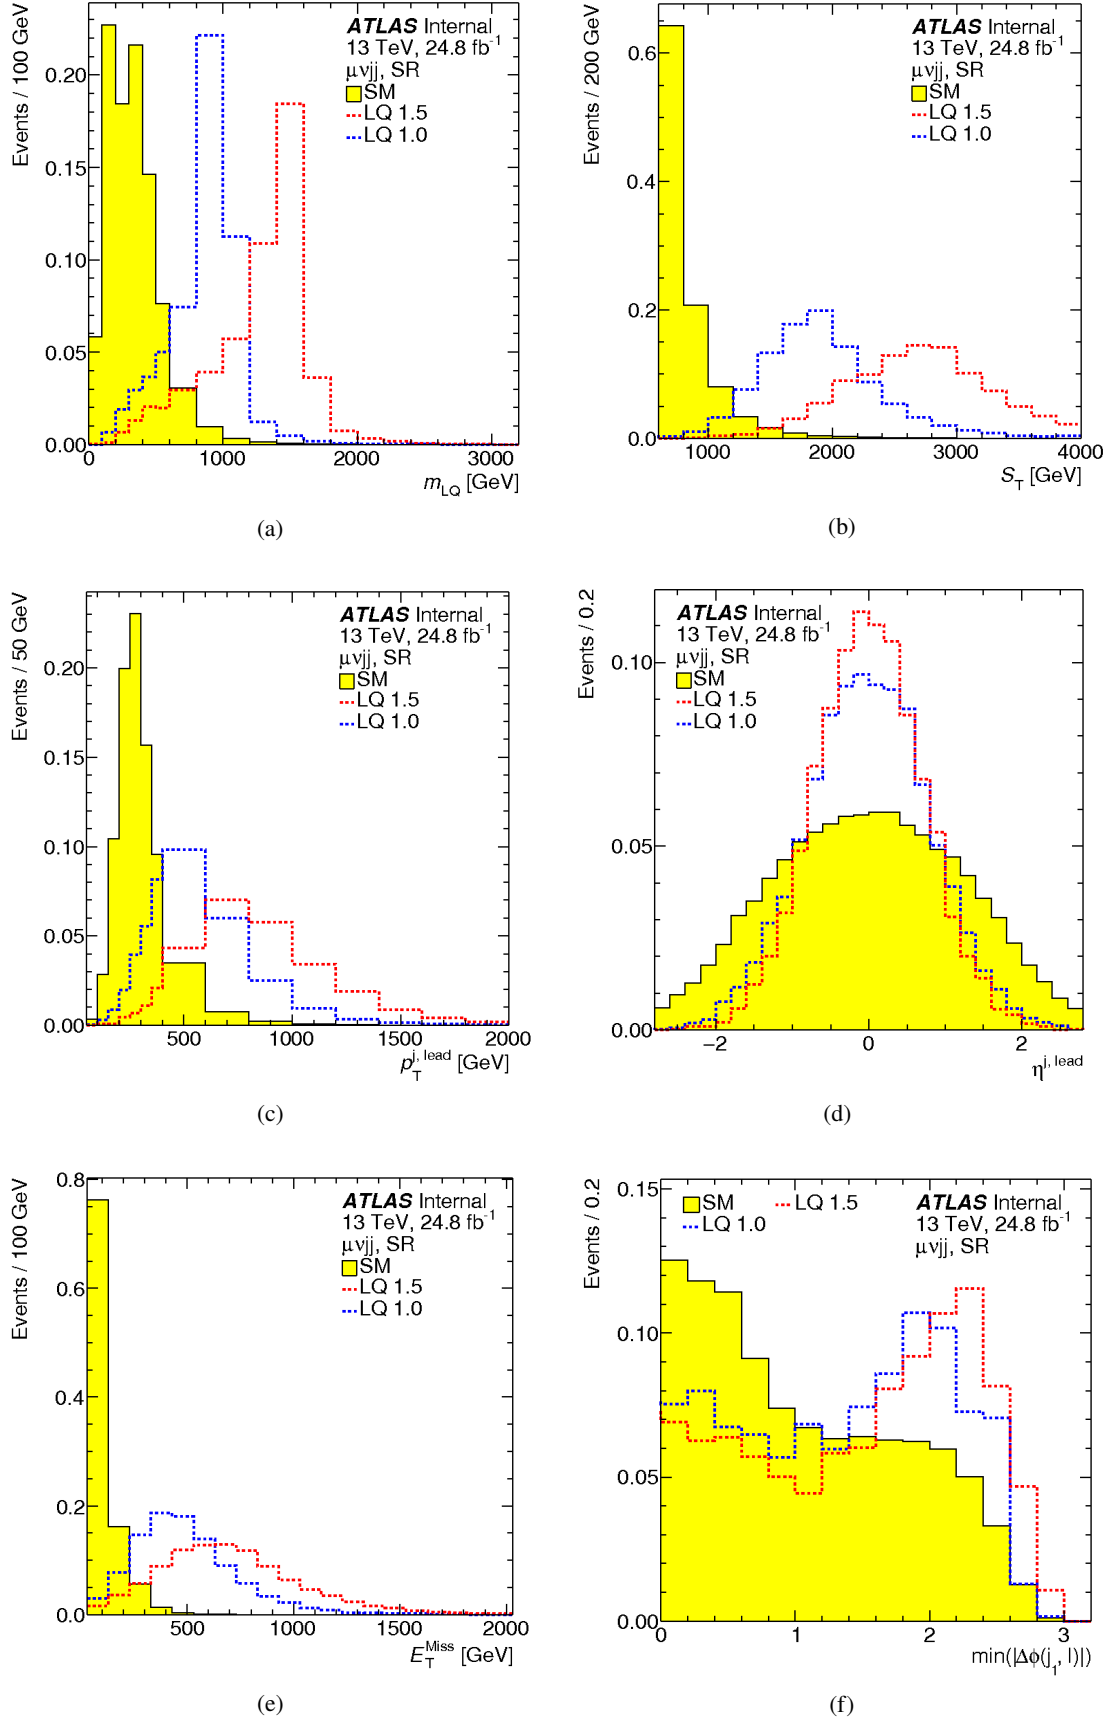 Events / 100 GeV
ATLAS Internal
13 TeV, 24.8 fb⁻¹
μνjj, SR
SM
LQ 1.5
LQ 1.0
0.20
0.15
0.10
0.05
0.00
0 1000 2000 3000
m_LQ [GeV]
(a)
Events / 200 GeV
ATLAS Internal
13 TeV, 24.8 fb⁻¹
μνjj, SR
SM
LQ 1.5
LQ 1.0
0.6
0.4
0.2
0.0
1000 2000 3000 4000
S_T [GeV]
(b)
Events / 50 GeV
ATLAS Internal
13 TeV, 24.8 fb⁻¹
μνjj, SR
SM
LQ 1.5
LQ 1.0
0.20
0.15
0.10
0.05
0.00
500 1000 1500 2000
p_T^{j, lead} [GeV]
(c)
Events / 0.2
ATLAS Internal
13 TeV, 24.8 fb⁻¹
μνjj, SR
SM
LQ 1.5
LQ 1.0
0.10
0.05
0.00
−2 0 2
η^{j, lead}
(d)
Events / 100 GeV
ATLAS Internal
13 TeV, 24.8 fb⁻¹
μνjj, SR
SM
LQ 1.5
LQ 1.0
0.8
0.6
0.4
0.2
0.0
500 1000 1500 2000
E_T^{Miss} [GeV]
(e)
Events / 0.2
SM LQ 1.5
LQ 1.0
ATLAS Internal
13 TeV, 24.8 fb⁻¹
μνjj, SR
0.15
0.10
0.05
0.00
0 1 2 3
min(|Δφ(j₁, l)|)
(f)